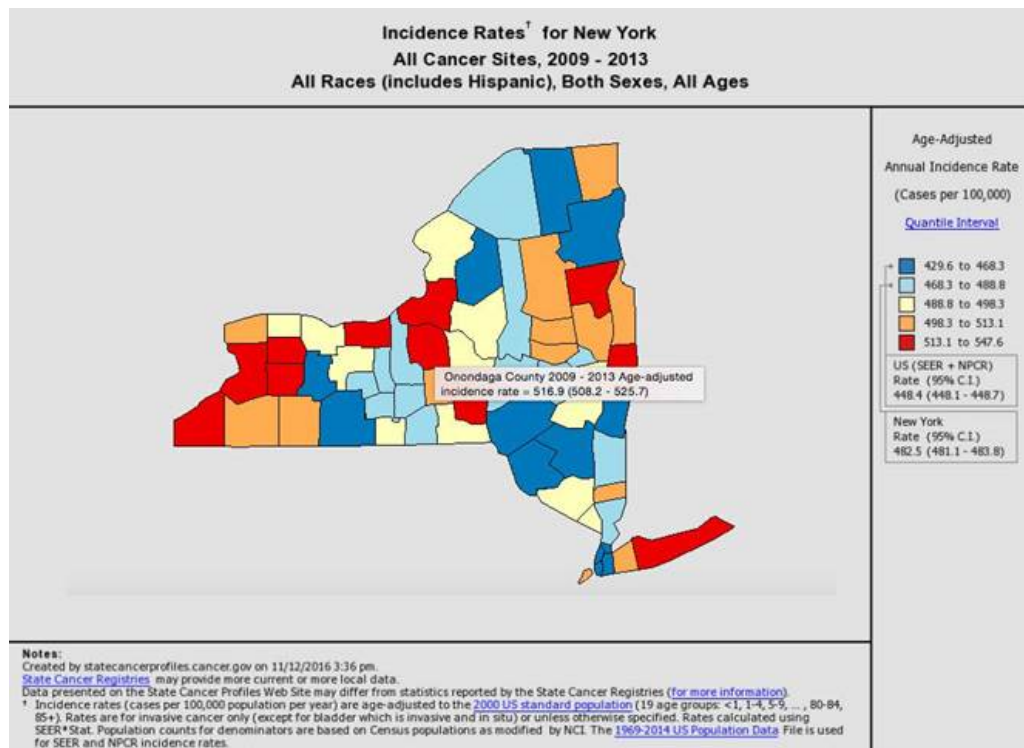 Incidence Rates† for New York
All Cancer Sites, 2009 - 2013
All Races (includes Hispanic), Both Sexes, All Ages
Age-Adjusted
Annual Incidence Rate
(Cases per 100,000)
Quantile Interval
429.6 to 468.3
468.3 to 488.8
488.8 to 498.3
498.3 to 513.1
513.1 to 547.6
US (SEER + NPCR)
Rate (95% C.I.)
448.4 (448.1 - 448.7)
New York
Rate (95% C.I.)
482.5 (481.1 - 483.8)
Onondaga County 2009 - 2013 Age-adjusted
incidence rate = 516.9 (508.2 - 525.7)
Notes:
Created by statecancerprofiles.cancer.gov on 11/12/2016 3:36 pm.
State Cancer Registries may provide more current or more local data.
Data presented on the State Cancer Profiles Web Site may differ from statistics reported by the State Cancer Registries (for more information).
† Incidence rates (cases per 100,000 population per year) are age-adjusted to the 2000 US standard population (19 age groups: <1, 1-4, 5-9, ... , 80-84,
85+). Rates are for invasive cancer only (except for bladder which is invasive and in situ) or unless otherwise specified. Rates calculated using
SEER*Stat. Population counts for denominators are based on Census populations as modified by NCI. The 1969-2014 US Population Data File is used
for SEER and NPCR incidence rates.